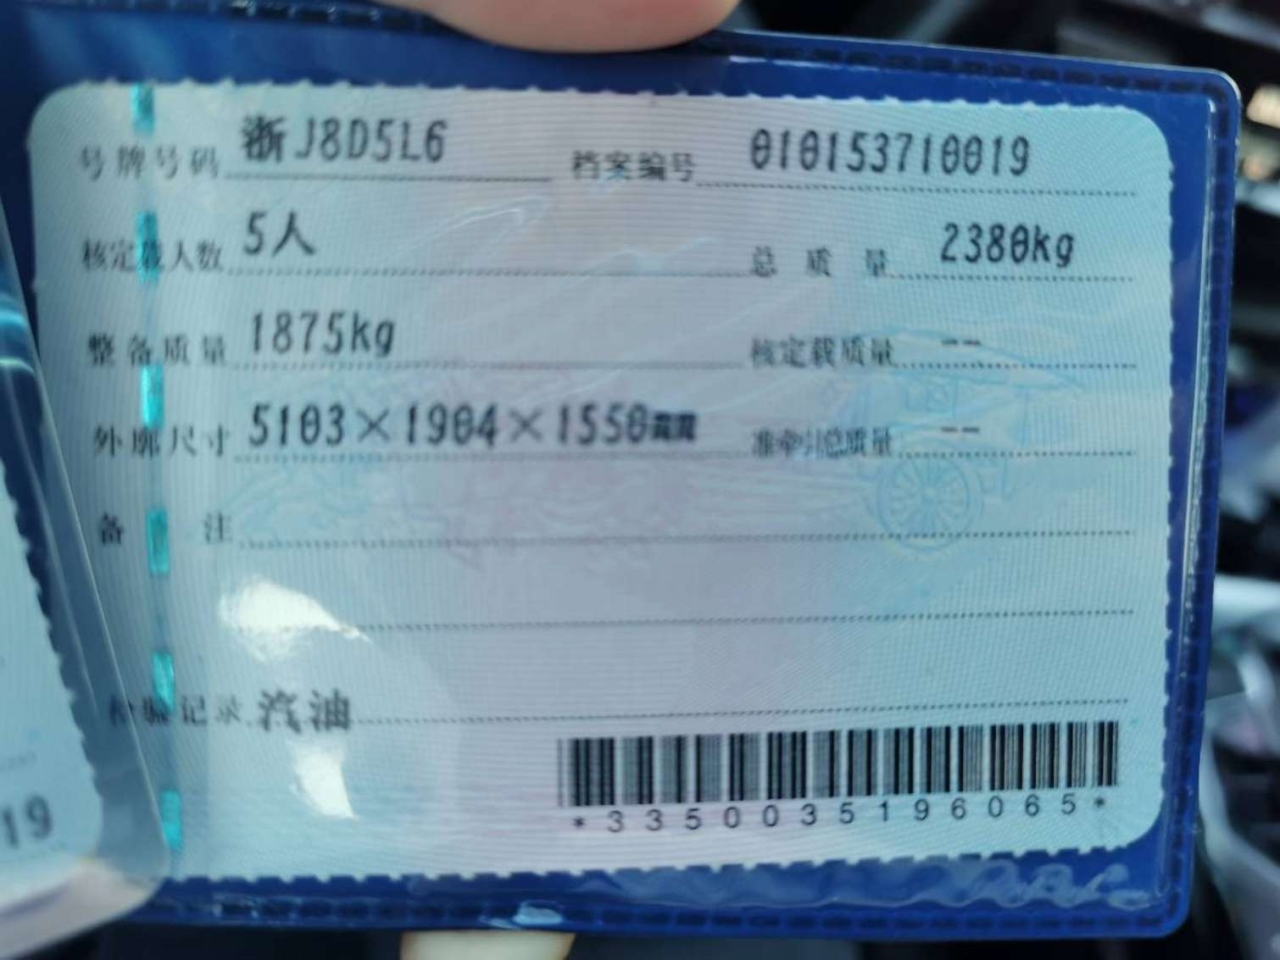 号牌号码 浙J8D5L6 档案编号 010153710019
核定载人数 5人 总质量 2380kg
整备质量 1875kg 核定载质量 --
外廓尺寸 5103×1904×1550mm 准牵引总质量 --
备注
检验记录 汽油
*3350035196065*
19